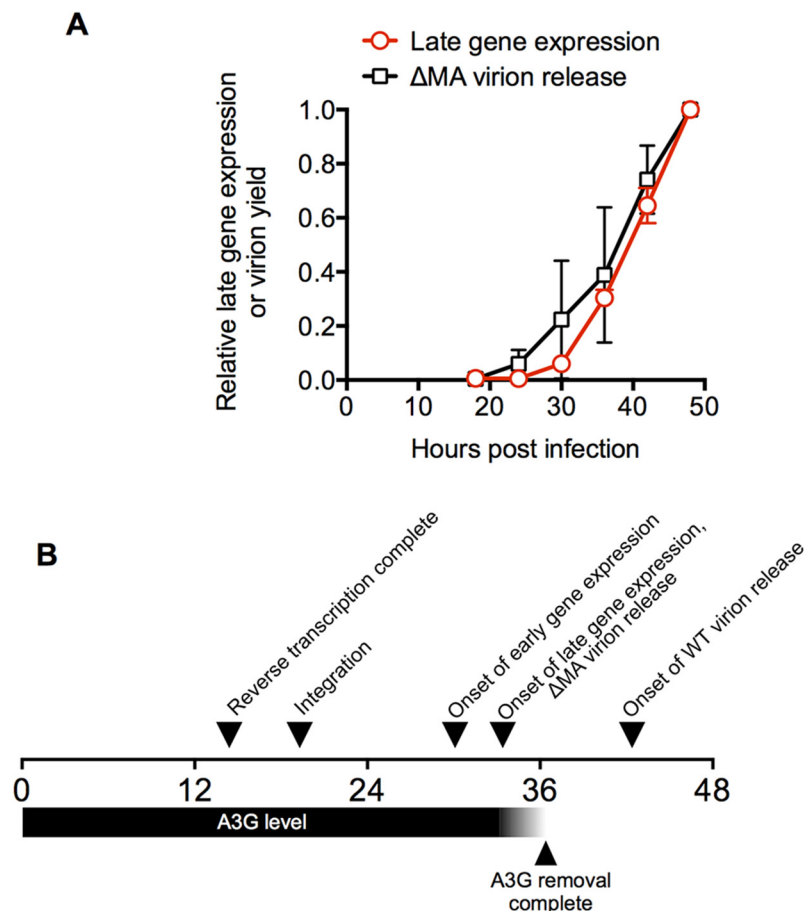 A
Late gene expression
ΔMA virion release
Relative late gene expression
or virion yield
1.0
0.8
0.6
0.4
0.2
0.0
0 10 20 30 40 50
Hours post infection
B
Reverse transcription complete
Integration
Onset of early gene expression
Onset of late gene expression,
ΔMA virion release
Onset of WT virion release
0 12 24 36 48
A3G level
A3G removal
complete